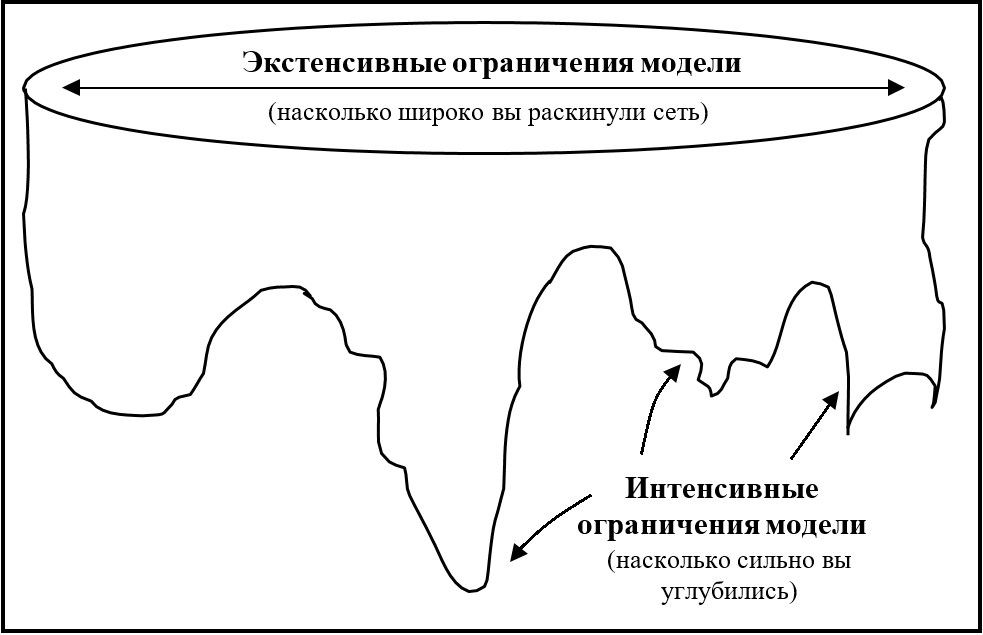 Экстенсивные ограничения модели
(насколько широко вы раскинули сеть)
Интенсивные
ограничения модели
(насколько сильно вы
углубились)